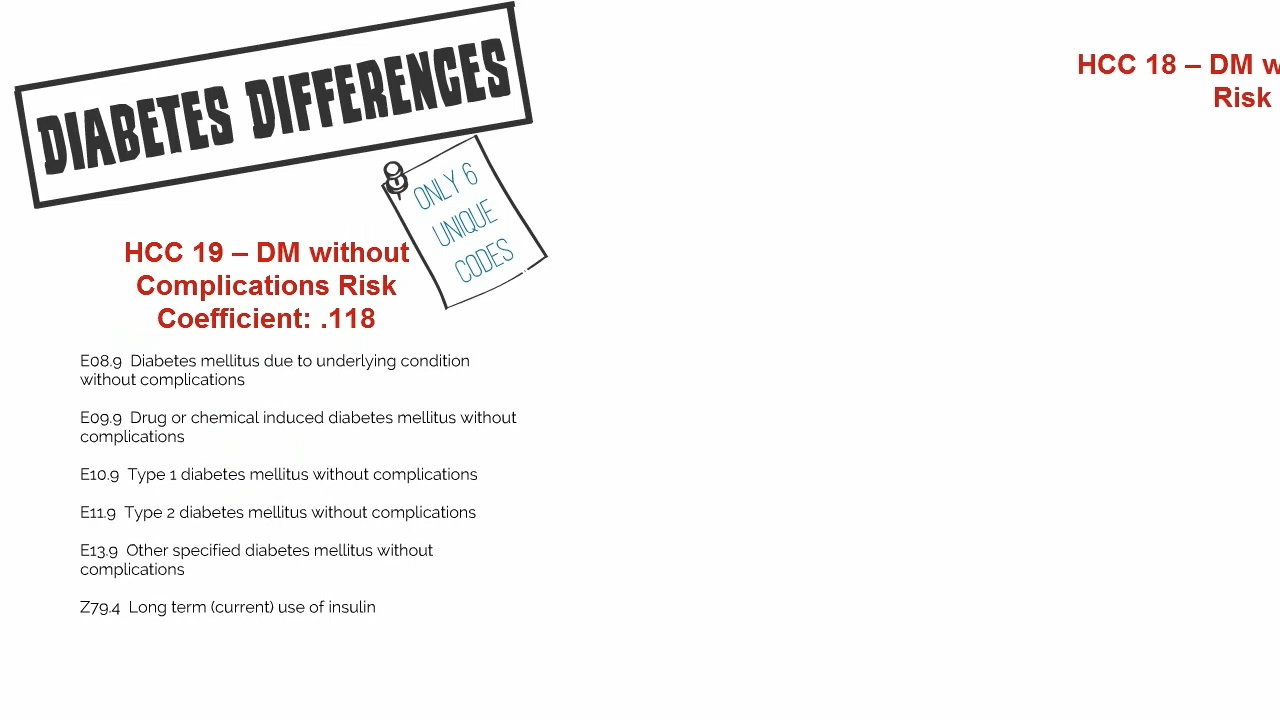 DIABETES DIFFERENCES
ONLY 6
UNIQUE
CODES
HCC 19 – DM without
Complications Risk
Coefficient: .118
E08.9 Diabetes mellitus due to underlying condition
without complications
E09.9 Drug or chemical induced diabetes mellitus without
complications
E10.9 Type 1 diabetes mellitus without complications
E11.9 Type 2 diabetes mellitus without complications
E13.9 Other specified diabetes mellitus without
complications
Z79.4 Long term (current) use of insulin
HCC 18 – DM
Risk